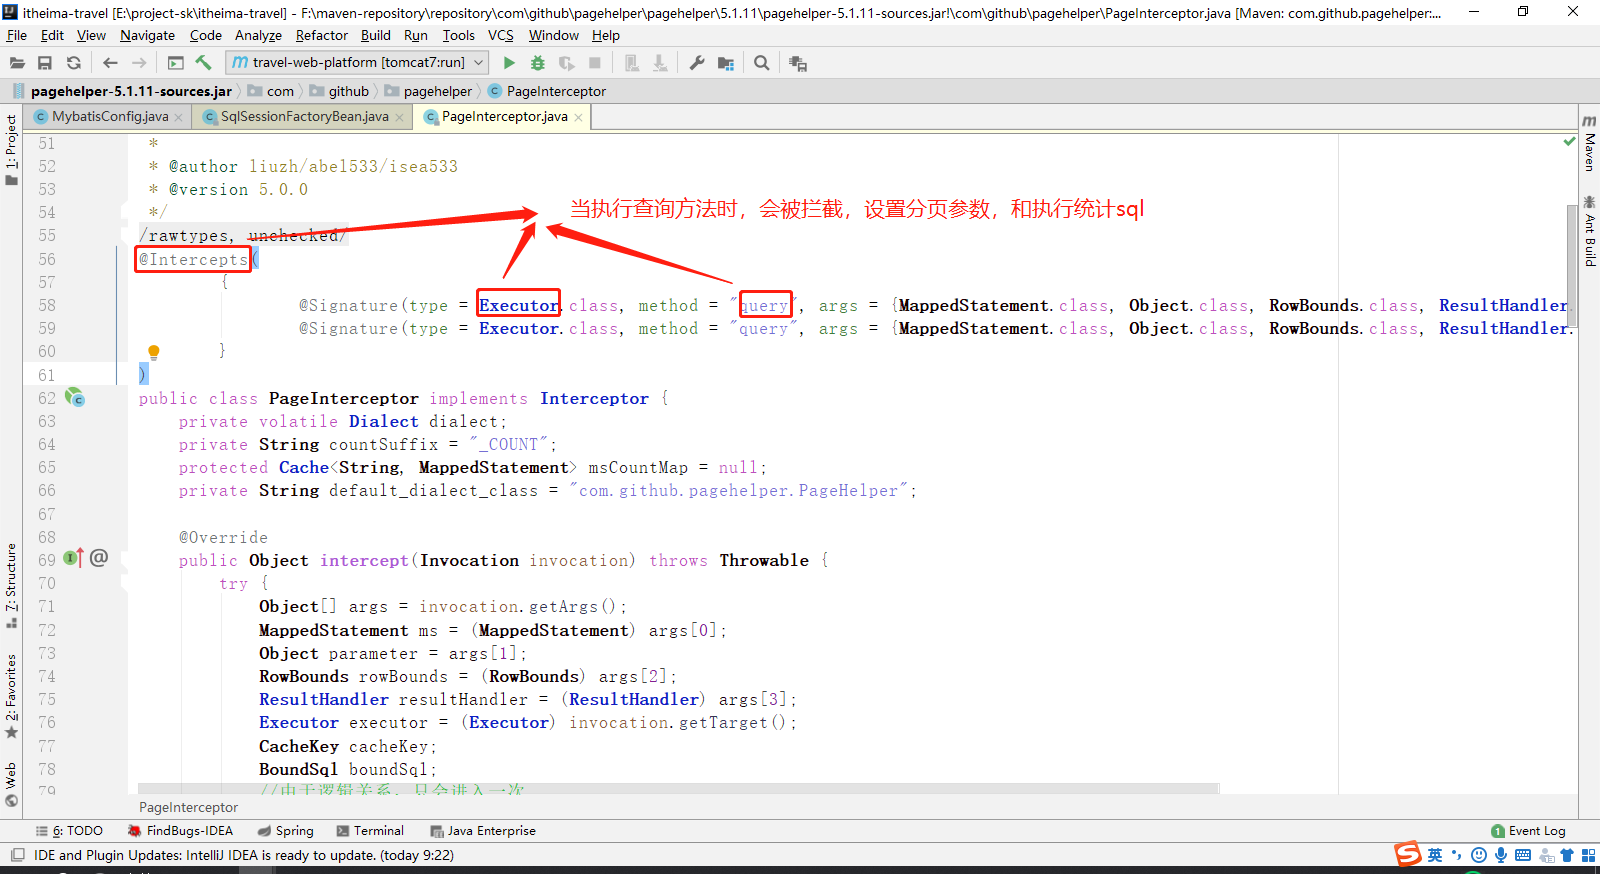 itheima-travel [E:\project-sk\itheima-travel] - F:\maven-repository\repository\com\github\pagehelper\pagehelper\5.1.11\pagehelper-5.1.11-sources.jar!\com\github\pagehelper\PageInterceptor.java [Maven: com.github.pagehelper:...
File Edit View Navigate Code Analyze Refactor Build Run Tools VCS Window Help
travel-web-platform [tomcat7:run]
pagehelper-5.1.11-sources.jar com github pagehelper PageInterceptor
MybatisConfig.java SqlSessionFactoryBean.java PageInterceptor.java
1: Project
7: Structure
2: Favorites
Web
Maven
Ant Build
51 *
52 * @author liuzh/abel533/isea533
53 * @version 5.0.0
54 */
当执行查询方法时，会被拦截，设置分页参数，和执行统计sql
55 /rawtypes, unchecked/
56 @Intercepts(
57 {
58 @Signature(type = Executor.class, method = "query", args = {MappedStatement.class, Object.class, RowBounds.class, ResultHandler.
59 @Signature(type = Executor.class, method = "query", args = {MappedStatement.class, Object.class, RowBounds.class, ResultHandler.
60 }
61 )
62 public class PageInterceptor implements Interceptor {
63 private volatile Dialect dialect;
64 private String countSuffix = "_COUNT";
65 protected Cache<String, MappedStatement> msCountMap = null;
66 private String default_dialect_class = "com.github.pagehelper.PageHelper";
67
68 @Override
69 public Object intercept(Invocation invocation) throws Throwable {
70 try {
71 Object[] args = invocation.getArgs();
72 MappedStatement ms = (MappedStatement) args[0];
73 Object parameter = args[1];
74 RowBounds rowBounds = (RowBounds) args[2];
75 ResultHandler resultHandler = (ResultHandler) args[3];
76 Executor executor = (Executor) invocation.getTarget();
77 CacheKey cacheKey;
78 BoundSql boundSql;
79 //由于逻辑关系，只会进入一次
PageInterceptor
6: TODO FindBugs-IDEA Spring Terminal Java Enterprise 1 Event Log
IDE and Plugin Updates: IntelliJ IDEA is ready to update. (today 9:22)
英